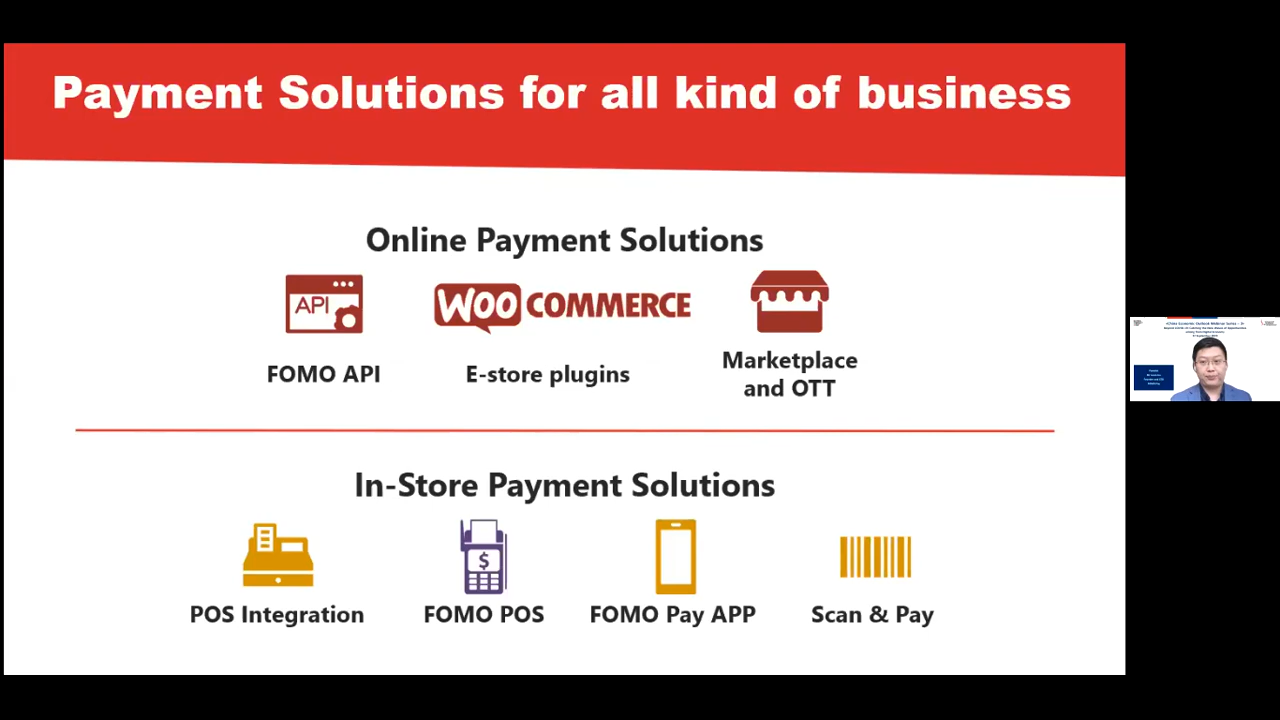 Payment Solutions for all kind of business
Online Payment Solutions
API
WOO COMMERCE
FOMO API
E-store plugins
Marketplace
and OTT
In-Store Payment Solutions
$
POS Integration
FOMO POS
FOMO Pay APP
Scan & Pay